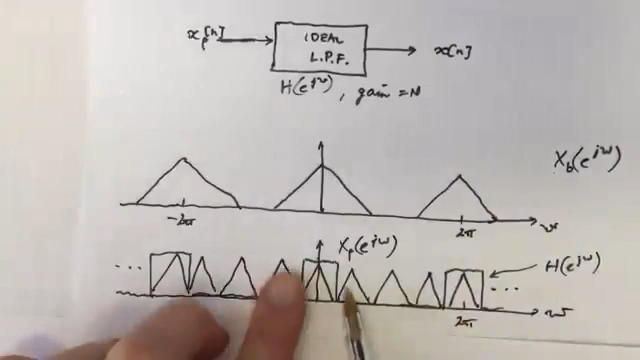 xp[n]
IDEAL
L.P.F.
x[n]
H(e^jω), gain = N
Xb(e^jω)
-2π
2π
ω
Xp(e^jω)
H(e^jω)
...
...
2π
ω